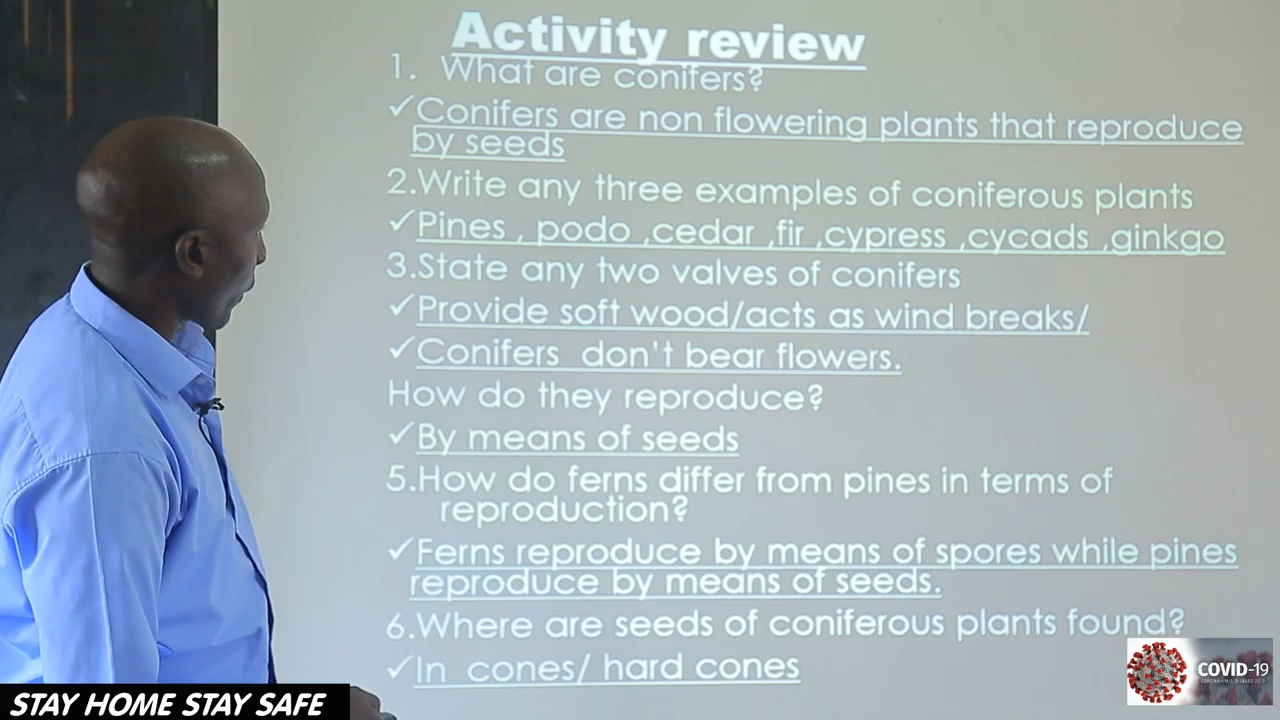 Activity review
1. What are conifers?
✓Conifers are non flowering plants that reproduce
by seeds
2.Write any three examples of coniferous plants
✓Pines , podo ,cedar ,fir ,cypress ,cycads ,ginkgo
3.State any two valves of conifers
✓Provide soft wood/acts as wind breaks/
✓Conifers don't bear flowers.
How do they reproduce?
✓By means of seeds
5.How do ferns differ from pines in terms of
reproduction?
✓Ferns reproduce by means of spores while pines
reproduce by means of seeds.
6.Where are seeds of coniferous plants found?
✓In cones/ hard cones
COVID-19
CORONAVIRUS DISEASE 2019
STAY HOME STAY SAFE